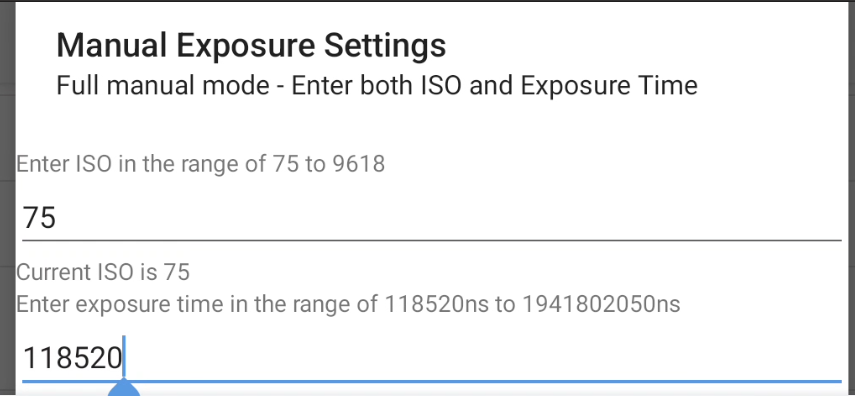 Manual Exposure Settings
Full manual mode - Enter both ISO and Exposure Time
Enter ISO in the range of 75 to 9618
75
Current ISO is 75
Enter exposure time in the range of 118520ns to 1941802050ns
118520